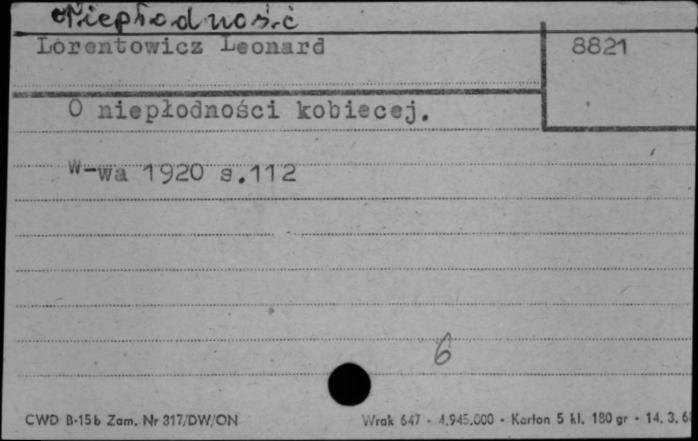 Niepłodność
Lorentowicz Leonard
8821
O niepłodności kobiecej.
W-wa 1920 s.112
6
CWD B-15b Zam. Nr 317/DW/ON
Wrak 647 - 4.945.000 - Karton 5 kl. 180 gr - 14. 3. 6